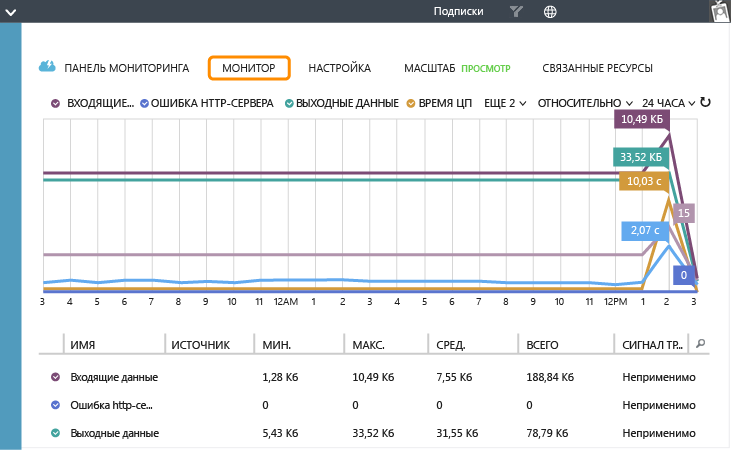 Подписки
ПАНЕЛЬ МОНИТОРИНГА МОНИТОР НАСТРОЙКА МАСШТАБ ПРОСМОТР СВЯЗАННЫЕ РЕСУРСЫ
ВХОДЯЩИЕ... ОШИБКА HTTP-СЕРВЕРА ВЫХОДНЫЕ ДАННЫЕ ВРЕМЯ ЦП ЕЩЕ 2 ОТНОСИТЕЛЬНО 24 ЧАСА
10,49 КБ
33,52 КБ
10,03 с
15
2,07 с
0
3 4 5 6 7 8 9 10 11 12AM 1 2 3 4 5 6 7 8 9 10 11 12PM 1 2 3
ИМЯ ИСТОЧНИК МИН. МАКС. СРЕД. ВСЕГО СИГНАЛ ТР...
Входящие данные 1,28 Кб 10,49 Кб 7,55 Кб 188,84 Кб Неприменимо
Ошибка http-се... 0 0 0 0 Неприменимо
Выходные данные 5,43 Кб 33,52 Кб 31,55 Кб 78,79 Кб Неприменимо